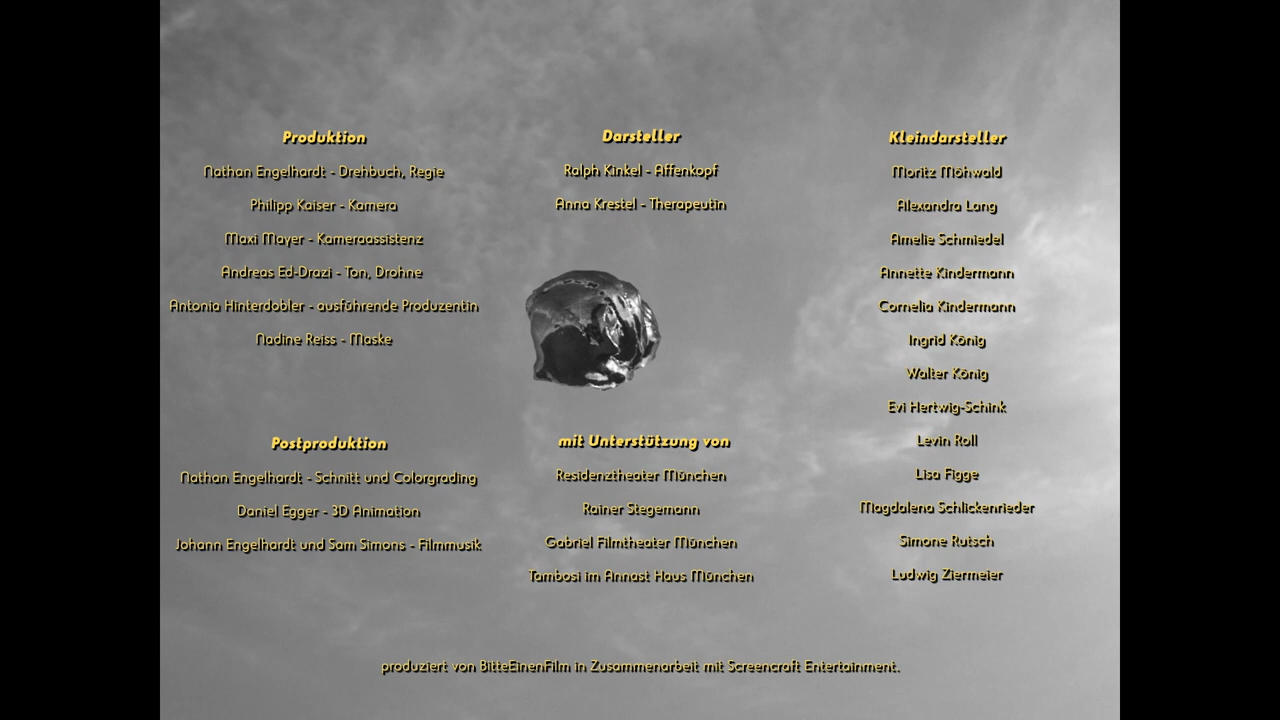 Produktion
Nathan Engelhardt - Drehbuch, Regie
Philipp Kaiser - Kamera
Maxi Mayer - Kameraassistenz
Andreas Ed-Drazi - Ton, Drohne
Antonia Hinterdobler - ausführende Produzentin
Nadine Reiss - Maske
Postproduktion
Nathan Engelhardt - Schnitt und Colorgrading
Daniel Egger - 3D Animation
Johann Engelhardt und Sam Simons - Filmmusik
Darsteller
Ralph Kinkel - Affenkopf
Anna Krestel - Therapeutin
mit Unterstützung von
Residenztheater München
Rainer Stegemann
Gabriel Filmtheater München
Tambosi im Annast Haus München
Kleindarsteller
Moritz Möhwald
Alexandra Lang
Amelie Schmiedel
Annette Kindermann
Cornelia Kindermann
Ingrid König
Walter König
Evi Hertwig-Schink
Levin Roll
Lisa Figge
Magdalena Schlickenrieder
Simone Rutsch
Ludwig Ziermeier
produziert von BitteEinenFilm in Zusammenarbeit mit Screencraft Entertainment.